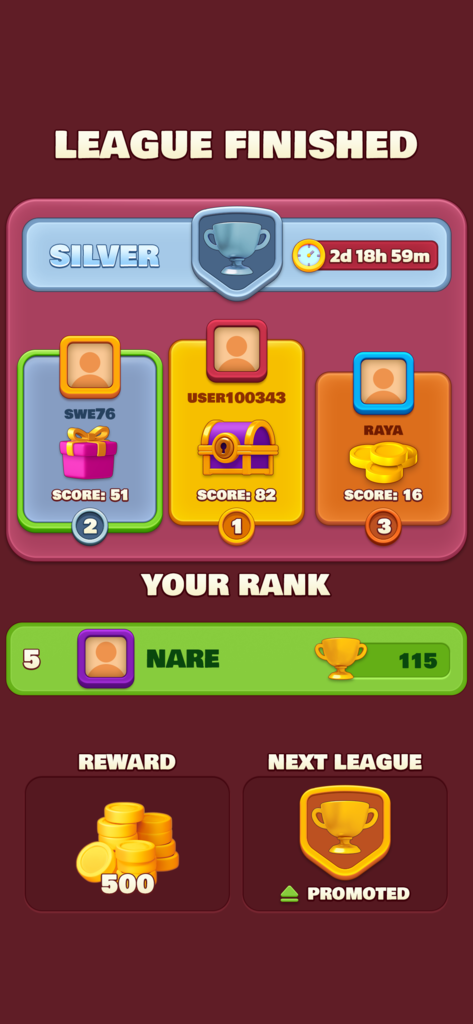 LEAGUE FINISHED
SILVER
2d 18h 59m
SWE76
SCORE: 51
2
USER100343
SCORE: 82
1
RAYA
SCORE: 16
3
YOUR RANK
5 NARE 115
REWARD
500
NEXT LEAGUE
PROMOTED